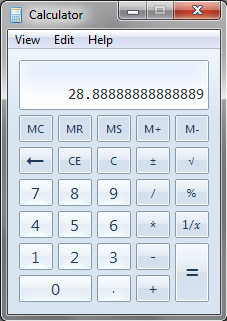 Calculator
View Edit Help
28.88888888888889
MC MR MS M+ M-
← CE C ± √
7 8 9 / %
4 5 6 * 1/x
1 2 3 - =
0 . +